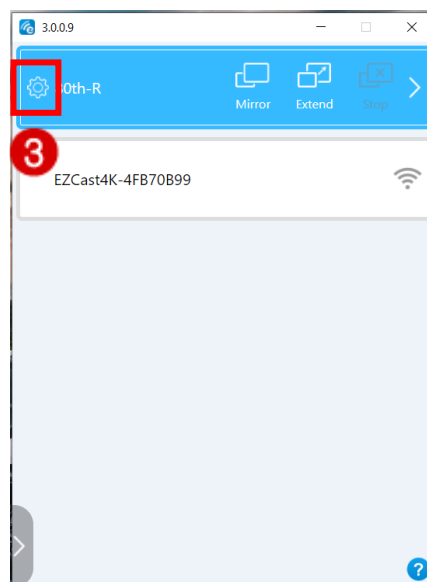 3.0.0.9
0th-R
Mirror
Extend
Stop
3
EZCast4K-4FB70B99
?